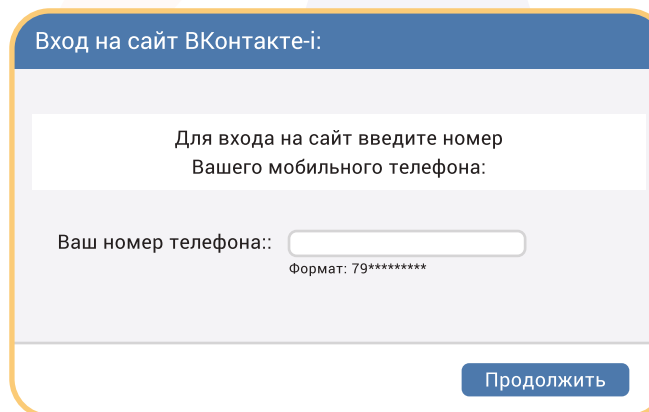 Вход на сайт ВКонтакте-i:
Для входа на сайт введите номер
Вашего мобильного телефона:
Ваш номер телефона::
Формат: 79*********
Продолжить